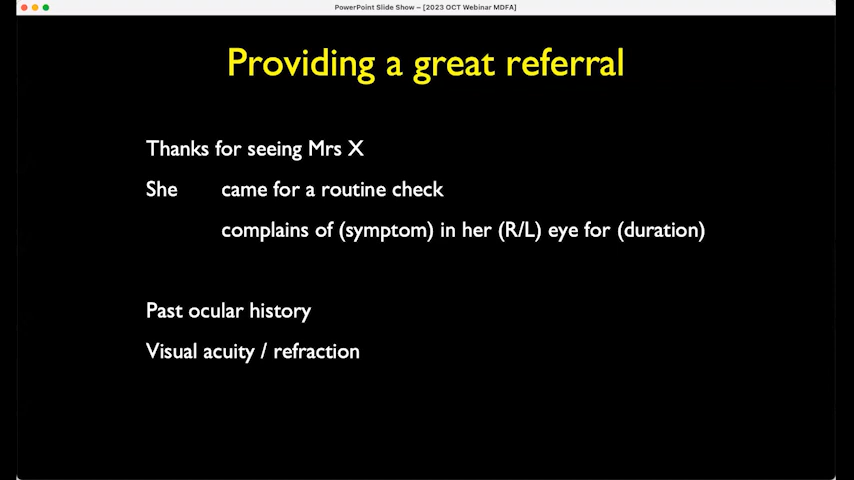 PowerPoint Slide Show – [2023 OCT Webinar MDFA]
Providing a great referral
Thanks for seeing Mrs X
She came for a routine check
complains of (symptom) in her (R/L) eye for (duration)
Past ocular history
Visual acuity / refraction